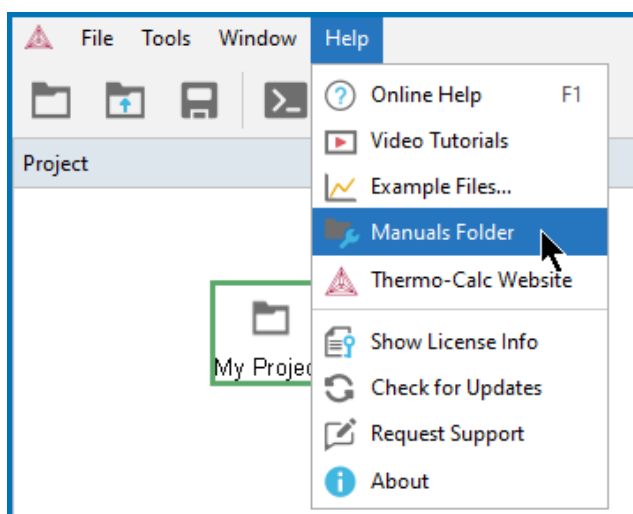 File Tools Window Help
Online Help F1
Video Tutorials
Project
Example Files...
Manuals Folder
Thermo-Calc Website
Show License Info
My Projec
Check for Updates
Request Support
About